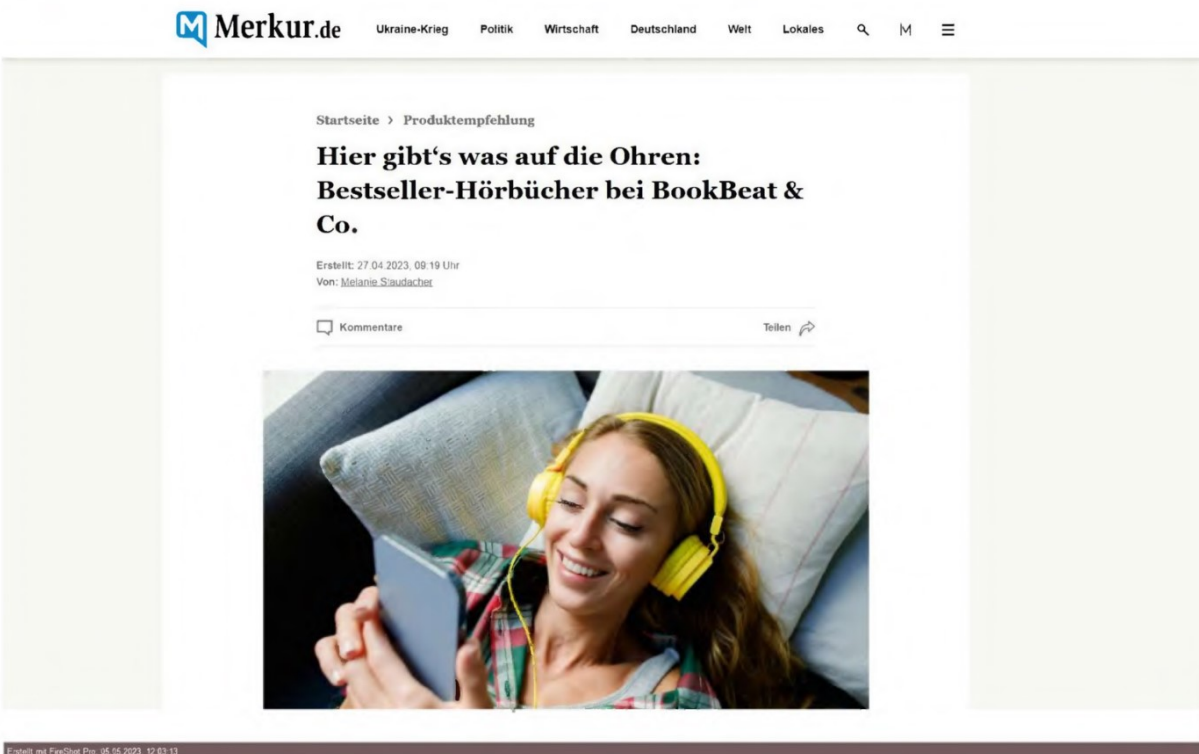 Merkur.de
Ukraine-Krieg Politik Wirtschaft Deutschland Welt Lokales M
Startseite > Produktempfehlung
Hier gibt‘s was auf die Ohren:
Bestseller-Hörbücher bei BookBeat &
Co.
Erstellt: 27.04.2023, 09:19 Uhr
Von: Melanie Staudacher
Kommentare
Teilen
Erstellt mit FireShot Pro: 05.05.2023, 12:03:13